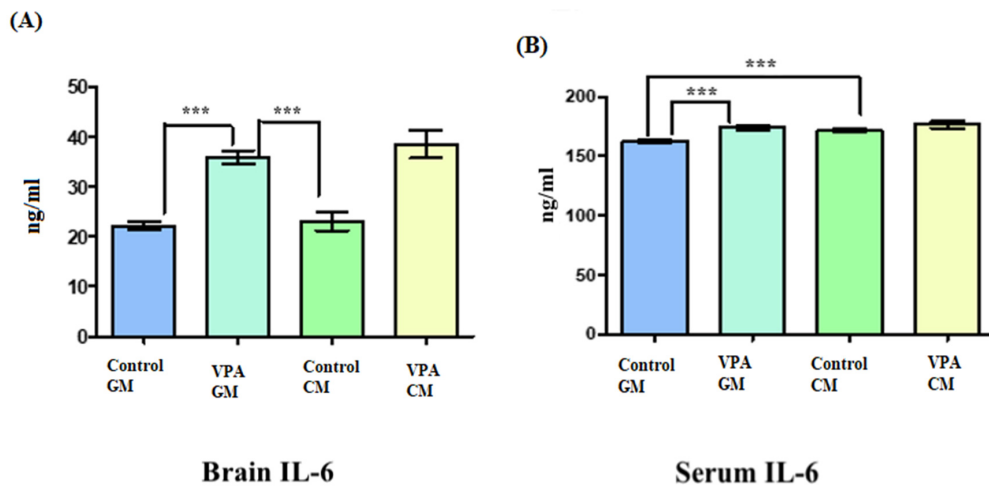 (A)
ng/ml
50
40
30
20
10
0
***
***
Control
GM
VPA
GM
Control
CM
VPA
CM
Brain IL-6
(B)
ng/ml
200
150
100
50
0
***
***
Control
GM
VPA
GM
Control
CM
VPA
CM
Serum IL-6